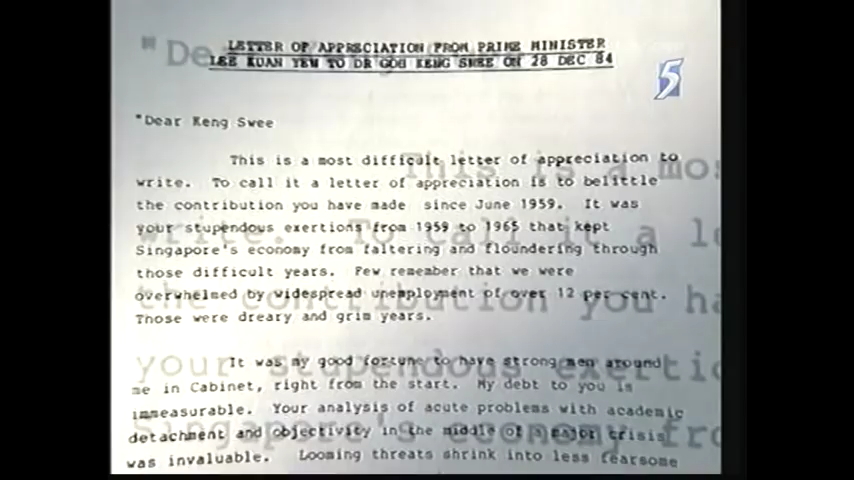 LETTER OF APPRECIATION FROM PRIME MINISTER
LEE KUAN YEW TO DR GOH KENG SWEE ON 28 DEC 84
5
"Dear Keng Swee
This is a most difficult letter of appreciation to
write. To call it a letter of appreciation is to belittle
the contribution you have made since June 1959. It was
your stupendous exertions from 1959 to 1965 that kept
Singapore's economy from faltering and floundering through
those difficult years. Few remember that we were
overwhelmed by widespread unemployment of over 12 per cent.
Those were dreary and grim years.
It was my good fortune to have strong men around
me in Cabinet, right from the start. My debt to you is
immeasurable. Your analysis of acute problems with academic
detachment and objectivity in the middle of a major crisis
was invaluable. Looming threats shrink into less fearsome